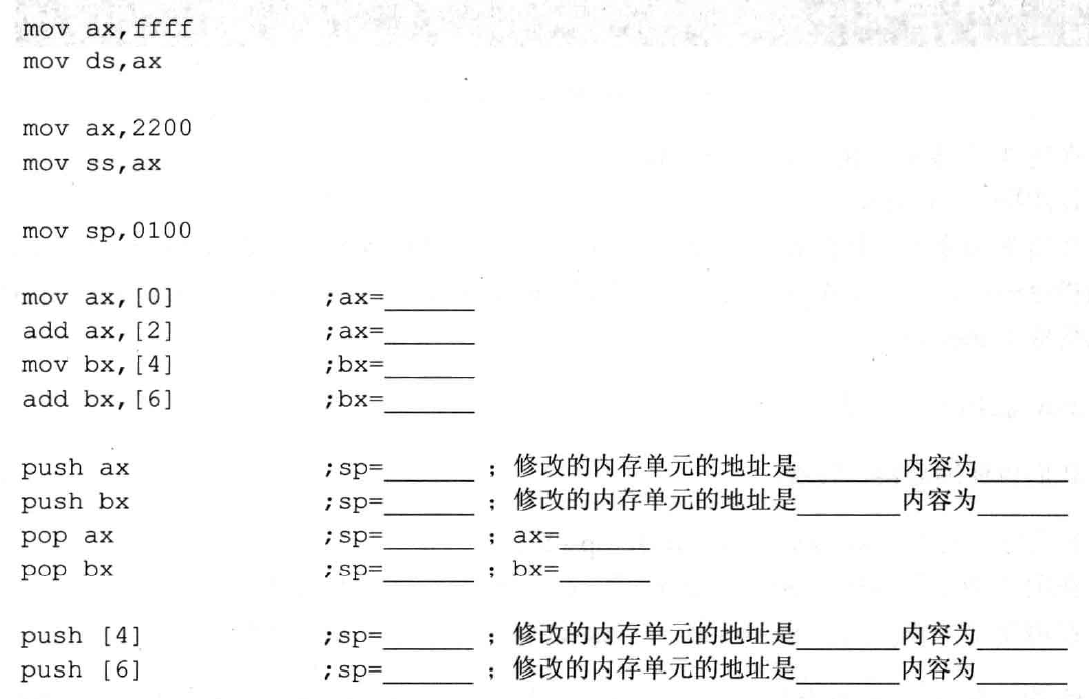 mov ax,ffff
mov ds,ax
mov ax,2200
mov ss,ax
mov sp,0100
mov ax,[0] ;ax=______
add ax,[2] ;ax=______
mov bx,[4] ;bx=______
add bx,[6] ;bx=______
push ax ;sp=______ ；修改的内存单元的地址是_______内容为______
push bx ;sp=______ ；修改的内存单元的地址是_______内容为______
pop ax ;sp=______ ；ax=______
pop bx ;sp=______ ；bx=______
push [4] ;sp=______ ；修改的内存单元的地址是_______内容为______
push [6] ;sp=______ ；修改的内存单元的地址是_______内容为______